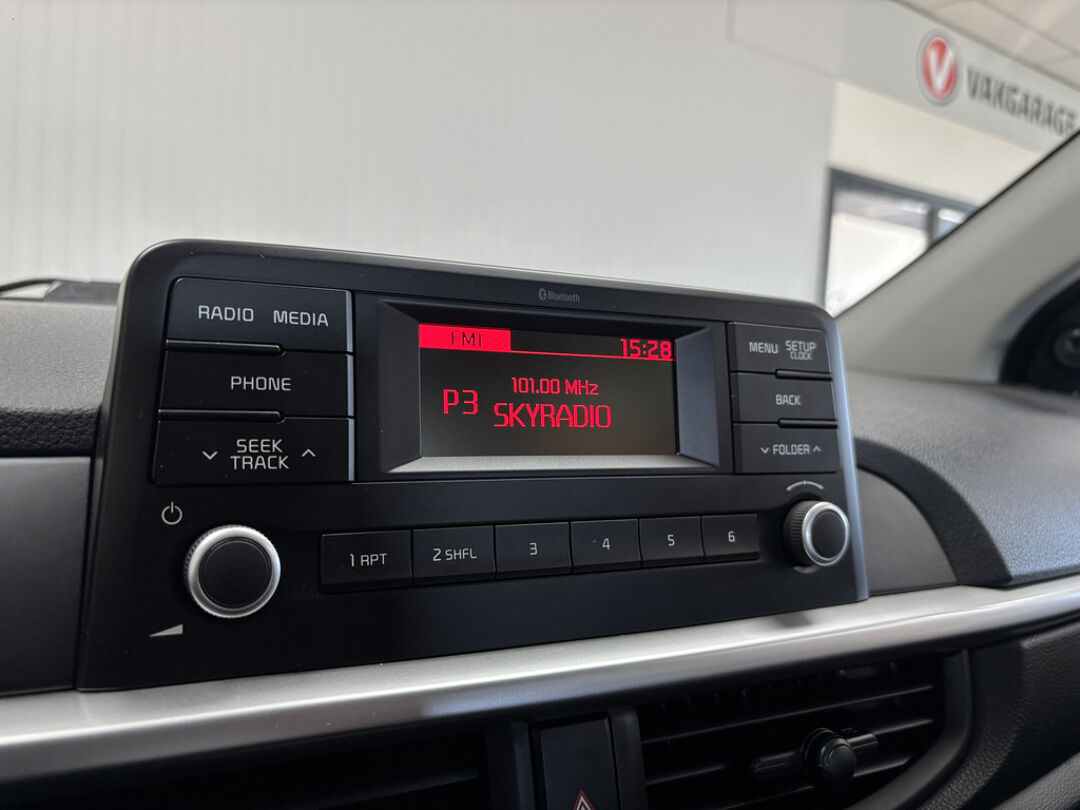 V VAKGARAGE
Bluetooth
RADIO MEDIA
PHONE
SEEK
TRACK
FM1
15:28
101.00 MHz
P3 SKYRADIO
MENU SETUP
CLOCK
BACK
FOLDER
1 RPT
2 SHFL
3
4
5
6